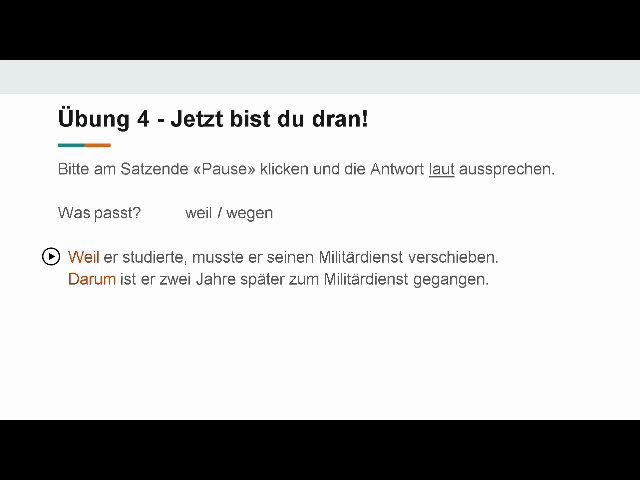 Übung 4 - Jetzt bist du dran!
Bitte am Satzende «Pause» klicken und die Antwort laut aussprechen.
Was passt? weil / wegen
Weil er studierte, musste er seinen Militärdienst verschieben.
Darum ist er zwei Jahre später zum Militärdienst gegangen.